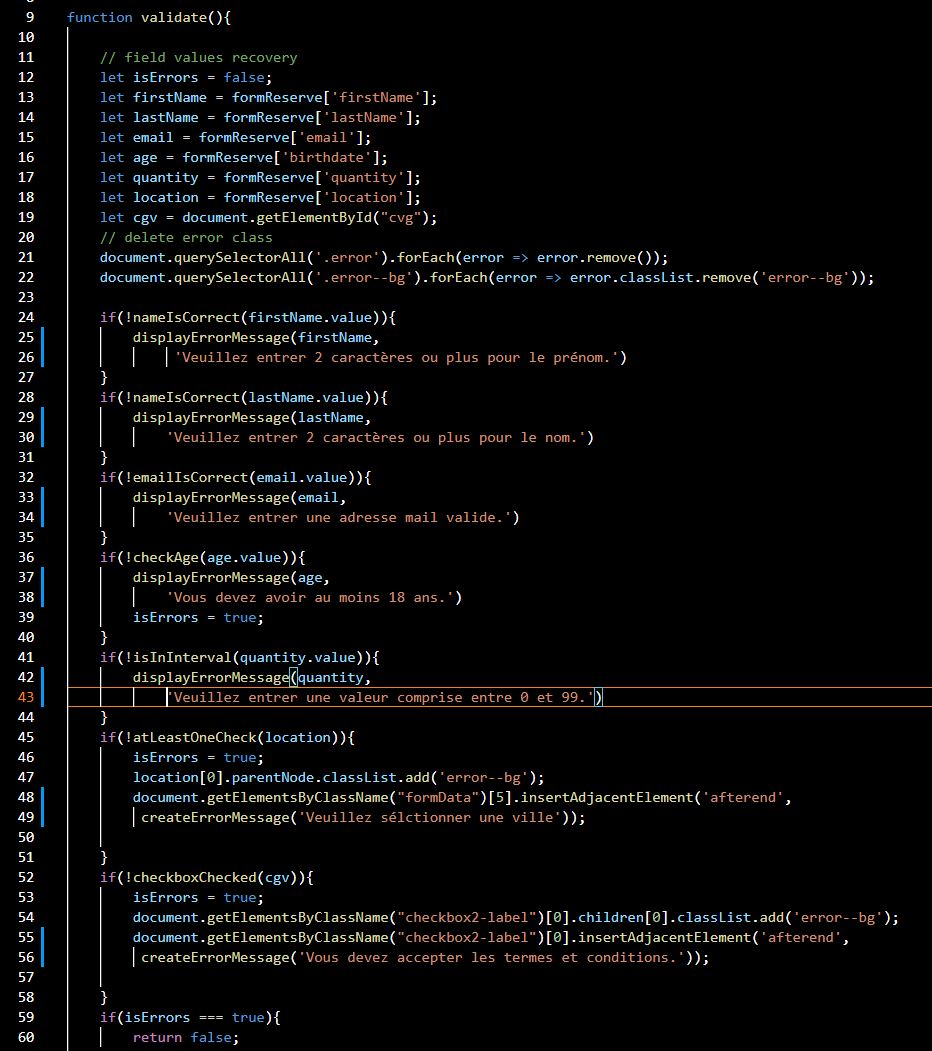 9 function validate(){
10
11 // field values recovery
12 let isErrors = false;
13 let firstName = formReserve['firstName'];
14 let lastName = formReserve['lastName'];
15 let email = formReserve['email'];
16 let age = formReserve['birthdate'];
17 let quantity = formReserve['quantity'];
18 let location = formReserve['location'];
19 let cgv = document.getElementById("cvg");
20 // delete error class
21 document.querySelectorAll('.error').forEach(error => error.remove());
22 document.querySelectorAll('.error--bg').forEach(error => error.classList.remove('error--bg'));
23
24 if(!nameIsCorrect(firstName.value)){
25 displayErrorMessage(firstName,
26 'Veuillez entrer 2 caractères ou plus pour le prénom.')
27 }
28 if(!nameIsCorrect(lastName.value)){
29 displayErrorMessage(lastName,
30 'Veuillez entrer 2 caractères ou plus pour le nom.')
31 }
32 if(!emailIsCorrect(email.value)){
33 displayErrorMessage(email,
34 'Veuillez entrer une adresse mail valide.')
35 }
36 if(!checkAge(age.value)){
37 displayErrorMessage(age,
38 'Vous devez avoir au moins 18 ans.')
39 isErrors = true;
40 }
41 if(!isInInterval(quantity.value)){
42 displayErrorMessage(quantity,
43 'Veuillez entrer une valeur comprise entre 0 et 99.')
44 }
45 if(!atLeastOneCheck(location)){
46 isErrors = true;
47 location[0].parentNode.classList.add('error--bg');
48 document.getElementsByClassName("formData")[5].insertAdjacentElement('afterend',
49 createErrorMessage('Veuillez sélctionner une ville'));
50
51 }
52 if(!checkboxChecked(cgv)){
53 isErrors = true;
54 document.getElementsByClassName("checkbox2-label")[0].children[0].classList.add('error--bg');
55 document.getElementsByClassName("checkbox2-label")[0].insertAdjacentElement('afterend',
56 createErrorMessage('Vous devez accepter les termes et conditions.'));
57
58 }
59 if(isErrors === true){
60 return false;